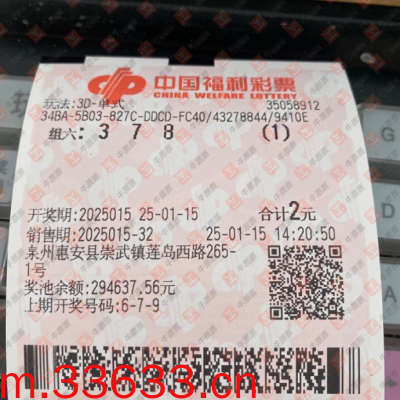 中国福利彩票
CHINA WELFARE LOTTERY
玩法:3D-单式 35058912
34BA-5B03-827C-DDCD-FC40/43278844/9410E
组六: 3 7 8 (1)
开奖期:2025015 25-01-15 合计2元
销售期:2025015-32 25-01-15 14:20:50
泉州惠安县崇武镇莲岛西路265-
1号
奖池余额:294637.56元
上期开奖号码:6-7-9
m.33633.cn